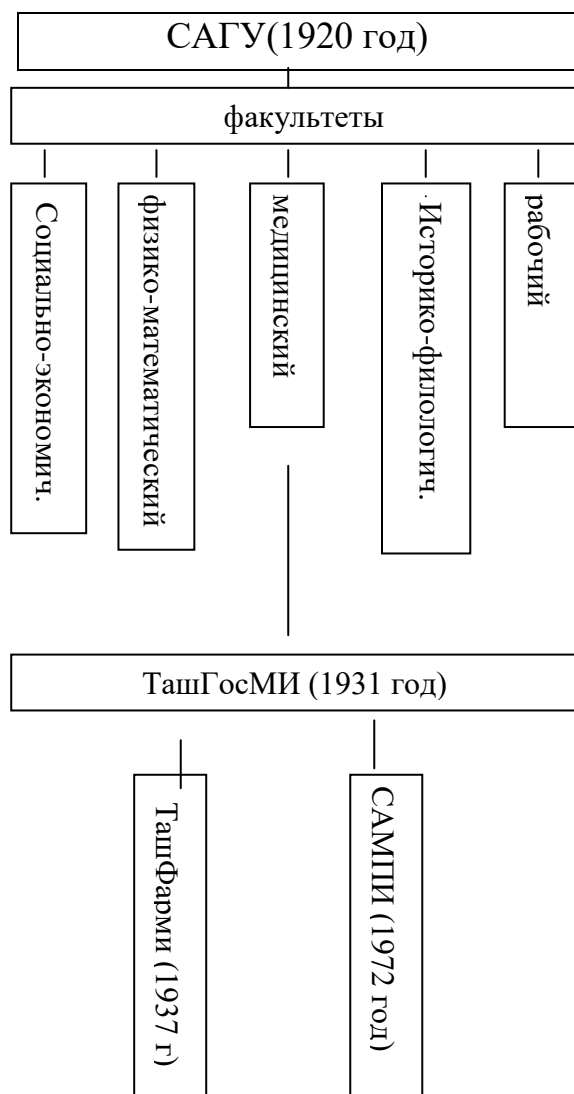 САГУ(1920 год)
факультеты
Социально-экономич.
физико-математический
медицинский
Историко-филологич.
рабочий
ТашГосМИ (1931 год)
ТашФарми (1937 г)
САМПИ (1972 год)